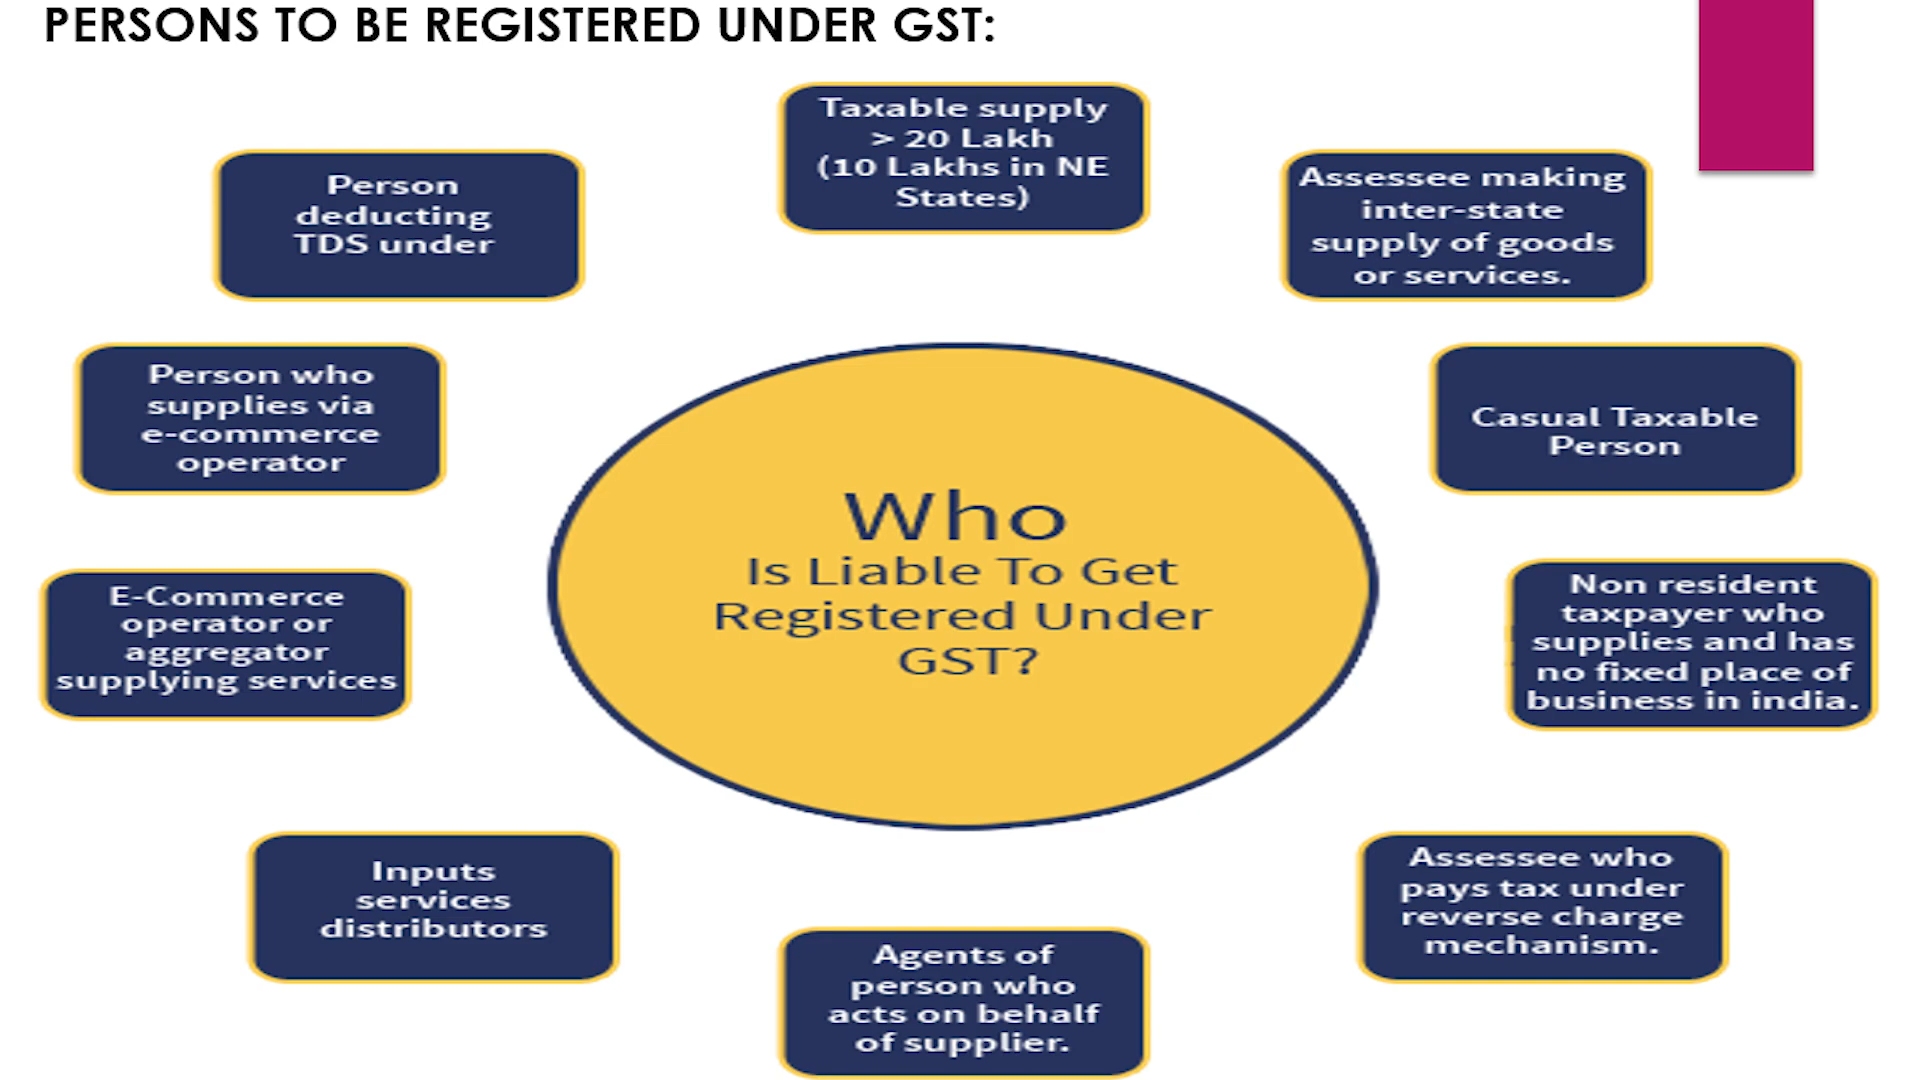 PERSONS TO BE REGISTERED UNDER GST:
Taxable supply
> 20 Lakh
(10 Lakhs in NE
States)
Assessee making
inter-state
supply of goods
or services.
Casual Taxable
Person
Non resident
taxpayer who
supplies and has
no fixed place of
business in india.
Assessee who
pays tax under
reverse charge
mechanism.
Agents of
person who
acts on behalf
of supplier.
Inputs
services
distributors
E-Commerce
operator or
aggregator
supplying services
Person who
supplies via
e-commerce
operator
Person
deducting
TDS under
Who
Is Liable To Get
Registered Under
GST?